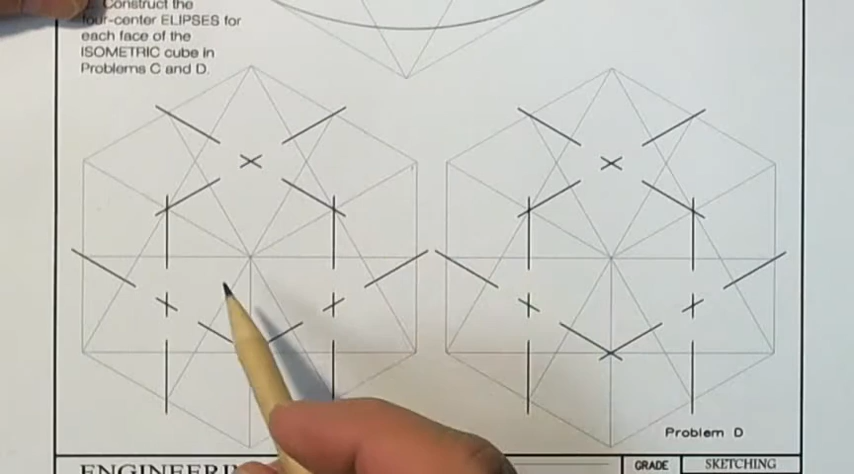 Construct the
four-center ELIPSES for
each face of the
ISOMETRIC cube in
Problems C and D.
Problem D
GRADE
SKETCHING